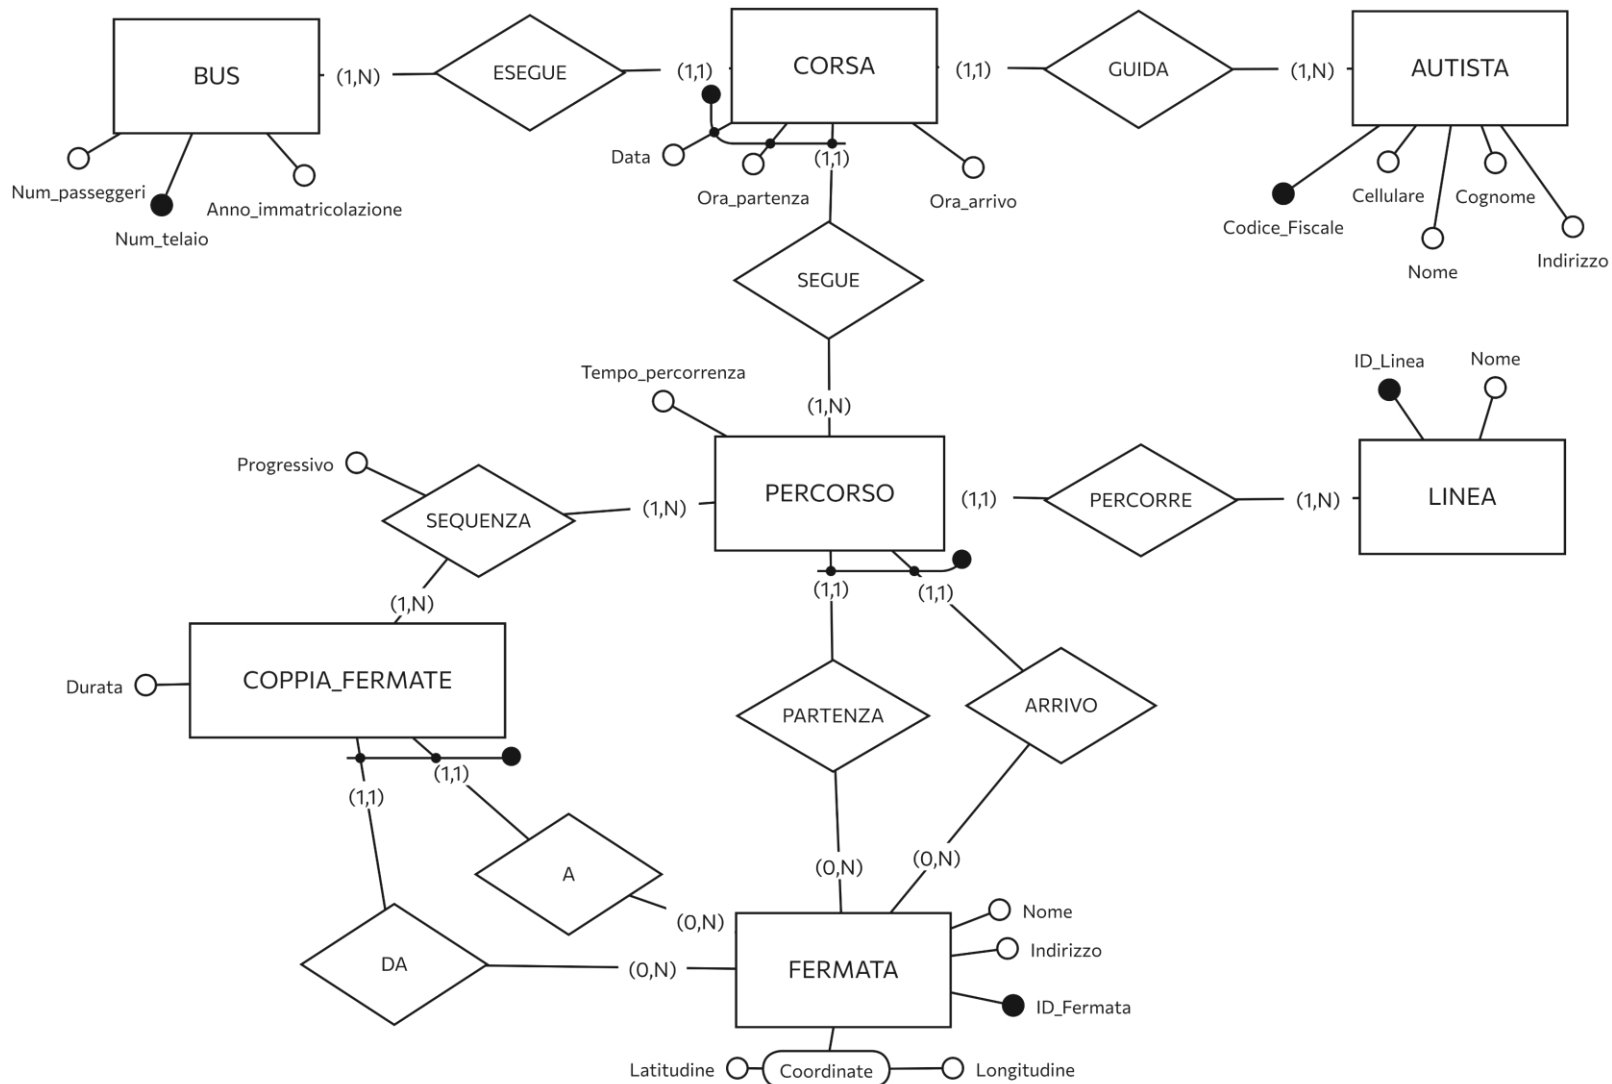 BUS
(1,N)
ESEGUE
(1,1)
CORSA
(1,1)
GUIDA
(1,N)
AUTISTA
Num_passeggeri
Num_telaio
Anno_immatricolazione
Data
Ora_partenza
(1,1)
Ora_arrivo
Codice_Fiscale
Cellulare
Nome
Cognome
Indirizzo
SEGUE
(1,N)
Tempo_percorrenza
ID_Linea
Nome
Progressivo
SEQUENZA
(1,N)
PERCORSO
(1,1)
PERCORRE
(1,N)
LINEA
(1,N)
(1,1)
(1,1)
Durata
COPPIA_FERMATE
PARTENZA
ARRIVO
(1,1)
(1,1)
A
(0,N)
(0,N)
(0,N)
DA
(0,N)
FERMATA
Nome
Indirizzo
ID_Fermata
Latitudine
Coordinate
Longitudine